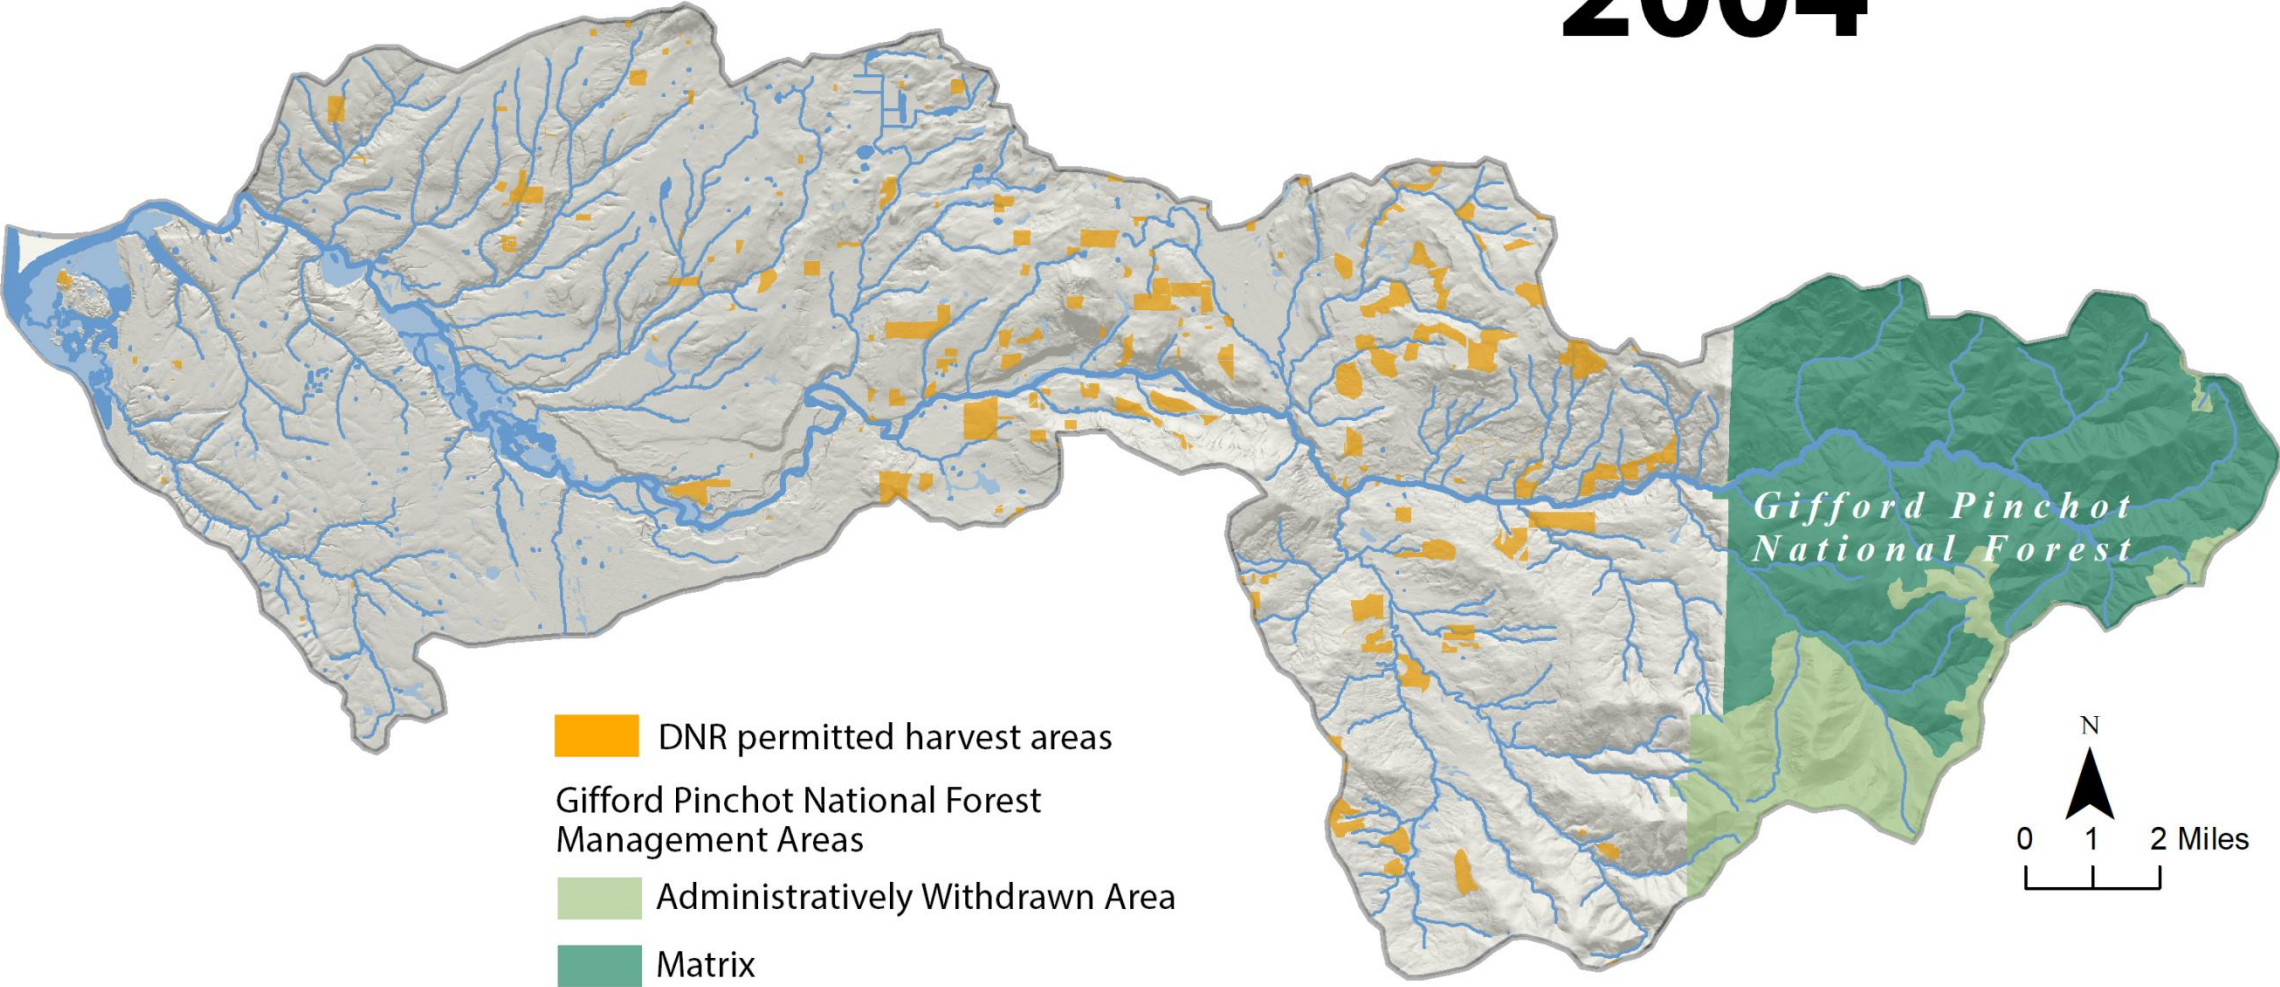 2004
Gifford Pinchot
National Forest
DNR permitted harvest areas
Gifford Pinchot National Forest
Management Areas
Administratively Withdrawn Area
Matrix
N
0 1 2 Miles